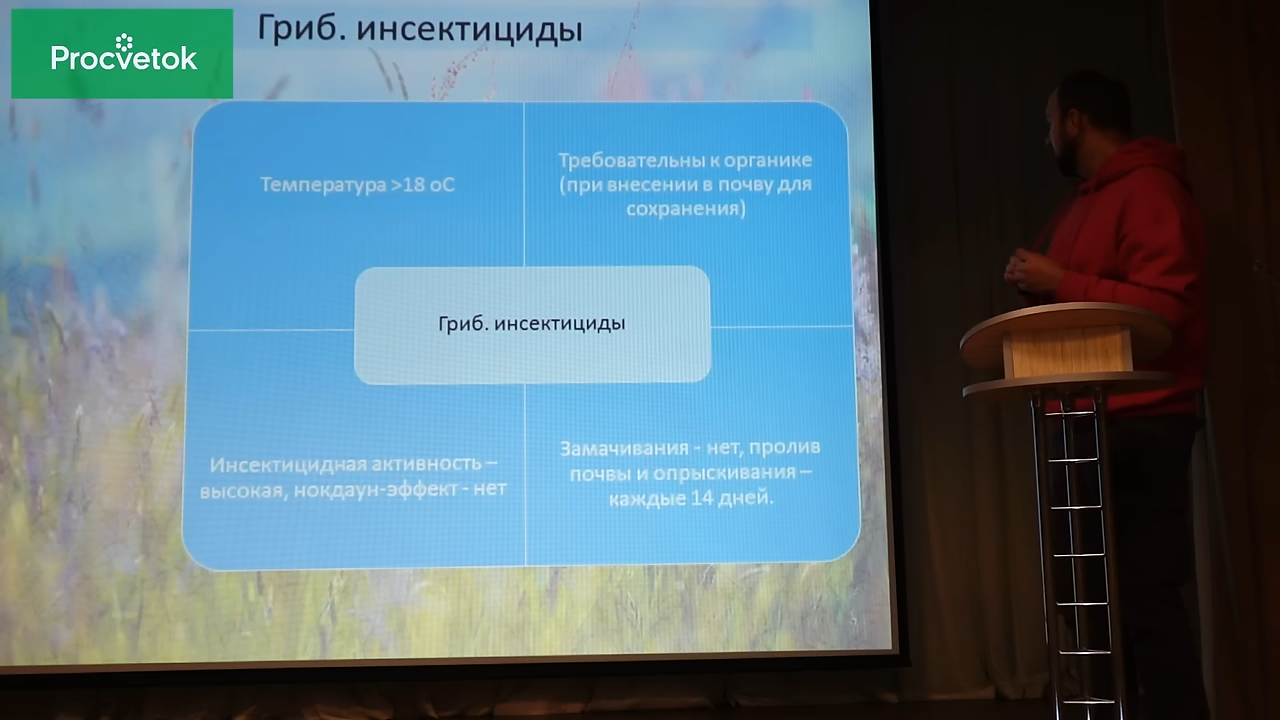 Procvetok
Гриб. инсектициды
Температура >18 оС
Требовательны к органике
(при внесении в почву для
сохранения)
Гриб. инсектициды
Инсектицидная активность –
высокая, нокдаун-эффект - нет
Замачивания - нет, пролив
почвы и опрыскивания –
каждые 14 дней.